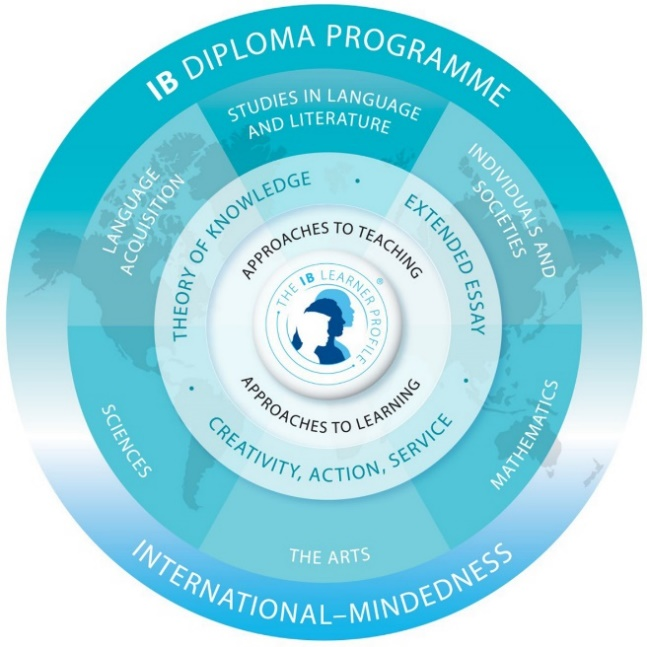 IB DIPLOMA PROGRAMME
STUDIES IN LANGUAGE
AND LITERATURE
LANGUAGE
ACQUISITION
INDIVIDUALS AND
SOCIETIES
THEORY OF KNOWLEDGE
EXTENDED ESSAY
APPROACHES TO TEACHING
THE IB LEARNER PROFILE®
APPROACHES TO LEARNING
CREATIVITY, ACTION, SERVICE
SCIENCES
MATHEMATICS
THE ARTS
INTERNATIONAL–MINDEDNESS